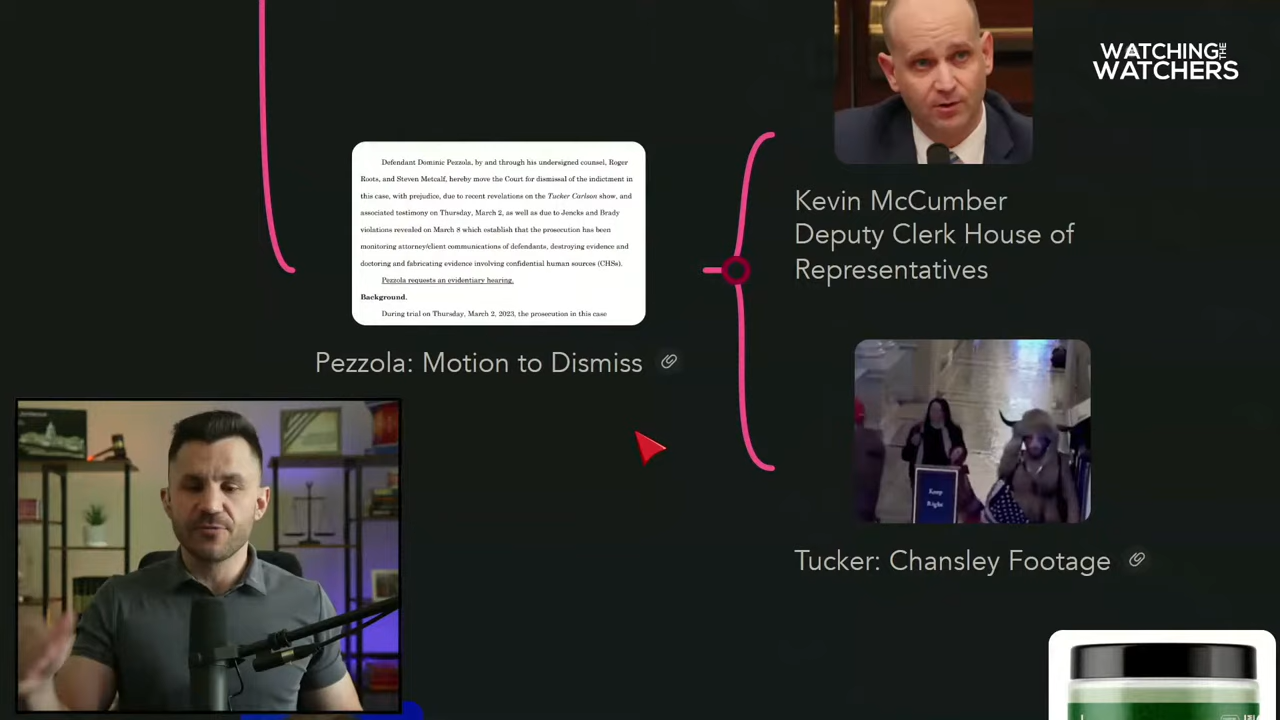 WATCHING THE
WATCHERS
Defendant Dominic Pezzola, by and through his undersigned counsel, Roger
Roots, and Steven Metcalf, hereby move the Court for dismissal of the indictment in
this case, with prejudice, due to recent revelations on the Tucker Carlson show, and
associated testimony on Thursday, March 2, as well as due to Jencks and Brady
violations revealed on March 8 which establish that the prosecution has been
monitoring attorney/client communications of defendants, destroying evidence and
doctoring and fabricating evidence involving confidential human sources (CHSs).
Pezzola requests an evidentiary hearing.
Background.
During trial on Thursday, March 2, 2023, the prosecution in this case
Pezzola: Motion to Dismiss
Kevin McCumber
Deputy Clerk House of
Representatives
Keep
Right
Tucker: Chansley Footage